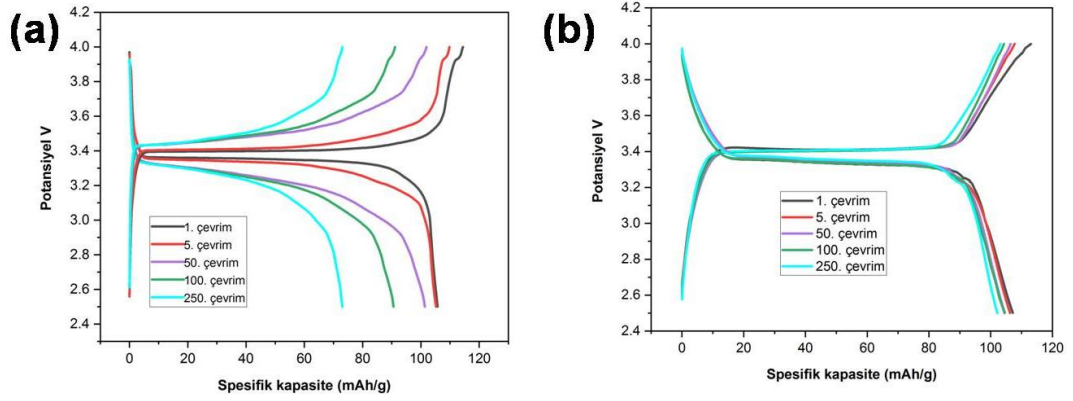 (a)
4.0
3.8
3.6
3.4
3.2
3.0
2.8
2.6
2.4
Potansiyel V
1. çevrim
5. çevrim
50. çevrim
100. çevrim
250. çevrim
0 20 40 60 80 100 120
Spesifik kapasite (mAh/g)
(b)
4.2
4.0
3.8
3.6
3.4
3.2
3.0
2.8
2.6
2.4
Potansiyel V
1. çevrim
5. çevrim
50. çevrim
100. çevrim
250. çevrim
0 20 40 60 80 100 120
Spesifik kapasite (mAh/g)